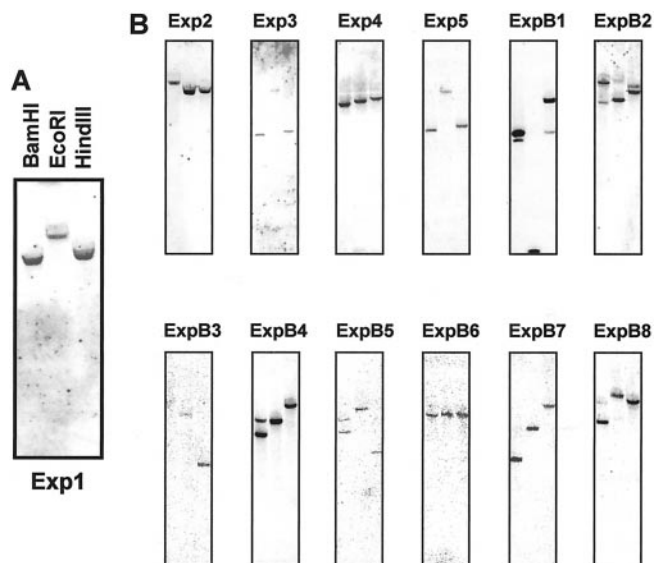 A
BamHI
EcoRI
HindIII
Exp1
B
Exp2 Exp3 Exp4 Exp5 ExpB1 ExpB2
ExpB3 ExpB4 ExpB5 ExpB6 ExpB7 ExpB8